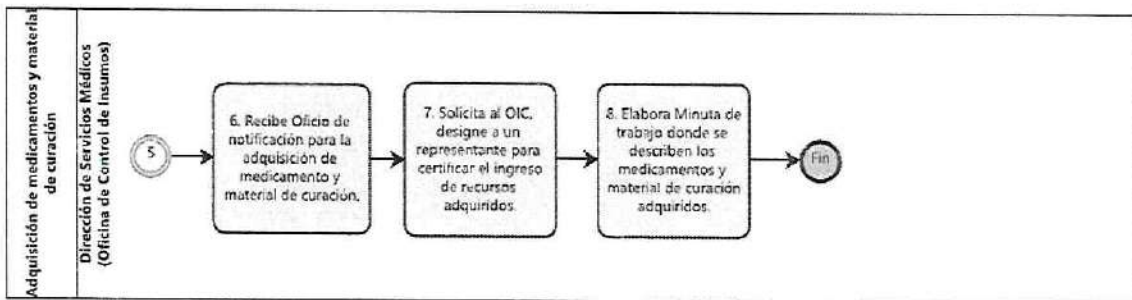 Adquisición de medicamentos y material
de curación
Dirección de Servicios Médicos
(Oficina de Control de Insumos)
5
6. Recibe Oficio de
notificación para la
adquisición de
medicamento y
material de curación.
7. Solicita al OIC,
designe a un
representante para
certificar el ingreso
de recursos
adquiridos.
8. Elabora Minuta de
trabajo donde se
describen los
medicamentos y
material de curación
adquiridos.
Fin